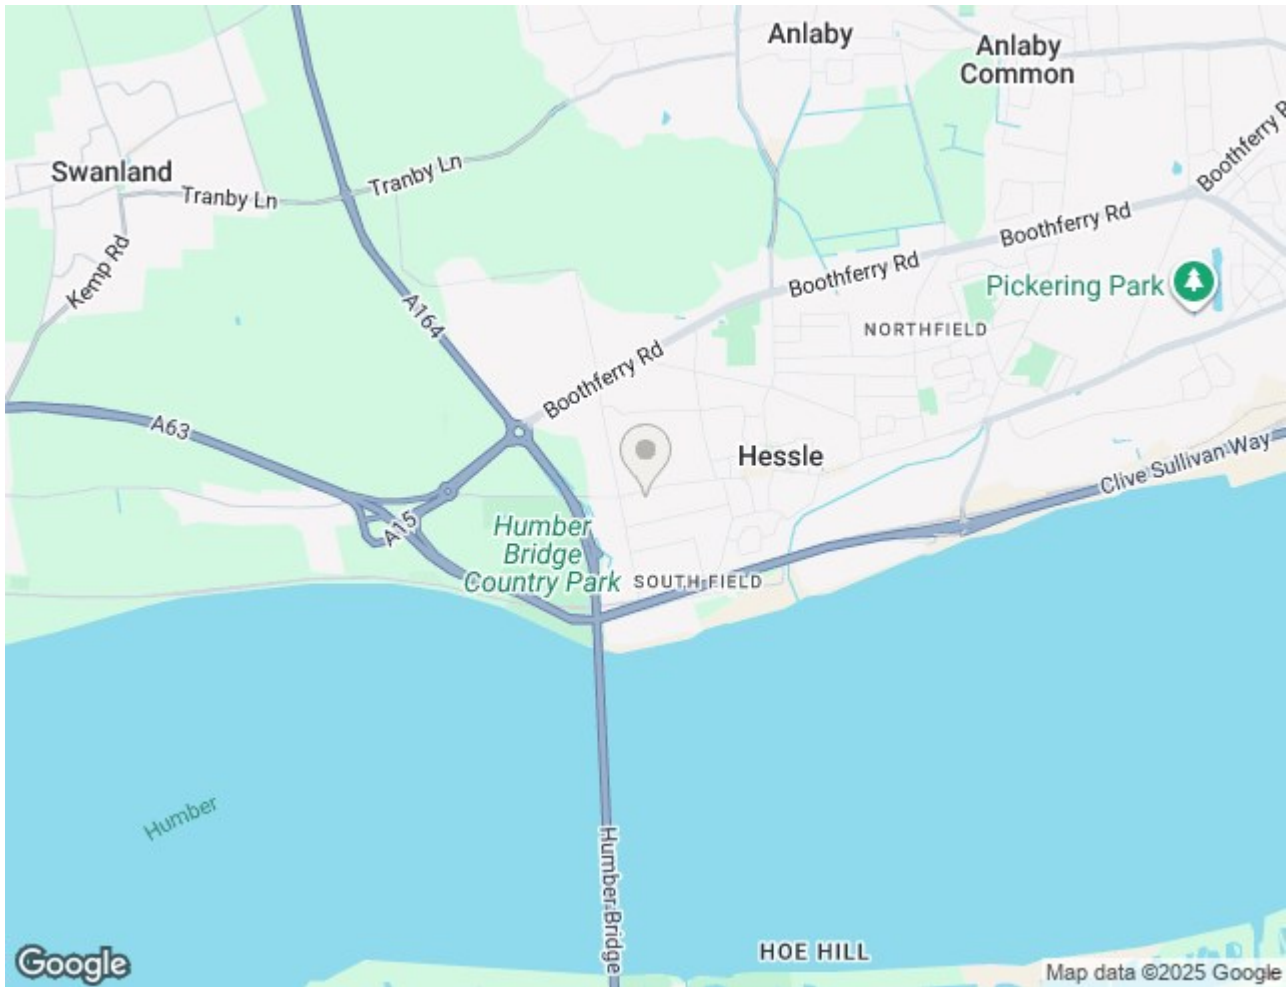 Anlaby
Anlaby
Common
Boothferry R
Swanland
Tranby Ln
Tranby Ln
Boothferry Rd
Kemp Rd
Boothferry Rd
Pickering Park
A164
NORTHFIELD
Boothferry Rd
A63
Hessle
Clive Sullivan Way
A15
Humber
Bridge
Country Park
SOUTH FIELD
Humber
Humber Bridge
HOE HILL
Google
Map data ©2025 Google